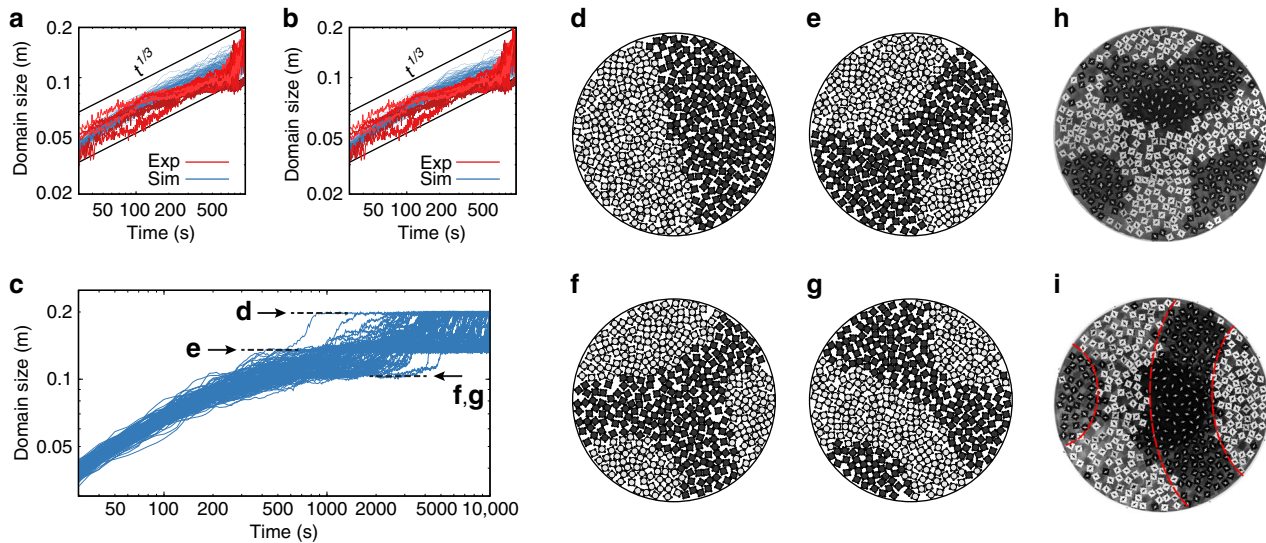 a
0.2
0.1
0.05
0.02
Domain size (m)
t^1/3
Exp
Sim
50 100 200 500
Time (s)
b
0.2
0.1
0.05
0.02
Domain size (m)
t^1/3
Exp
Sim
50 100 200 500
Time (s)
c
0.2
0.1
0.05
Domain size (m)
d
e
f,g
50 100 200 500 1000 2000 5000 10,000
Time (s)
d
e
f
g
h
i